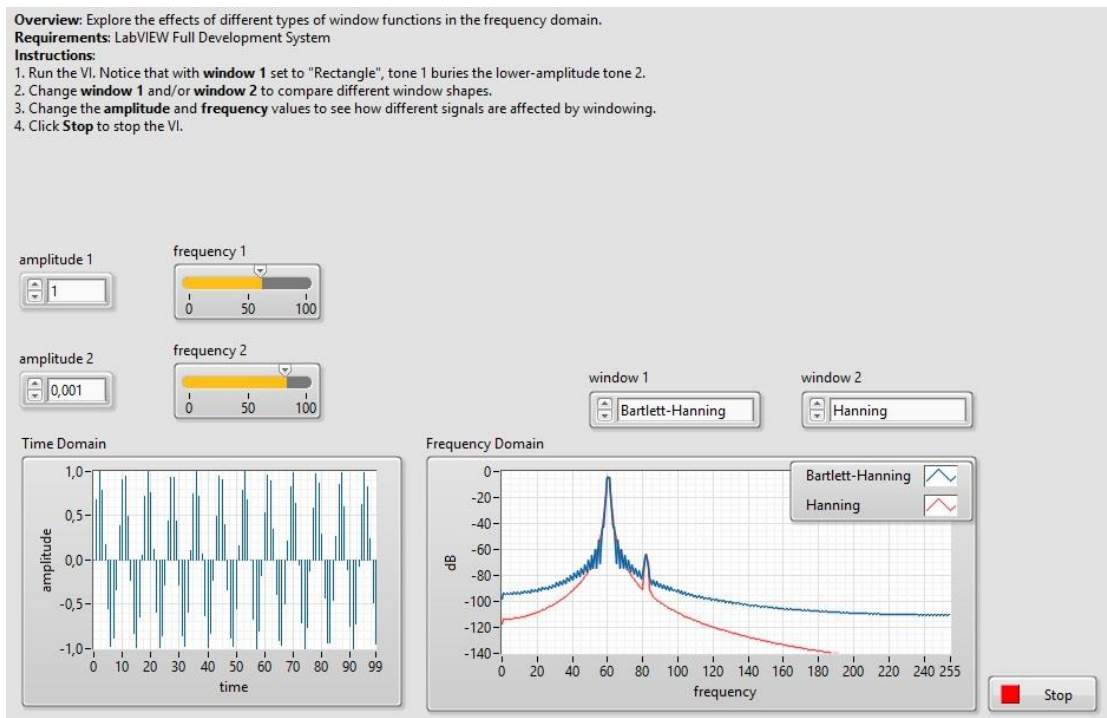 Overview: Explore the effects of different types of window functions in the frequency domain.
Requirements: LabVIEW Full Development System
Instructions:
1. Run the VI. Notice that with window 1 set to "Rectangle", tone 1 buries the lower-amplitude tone 2.
2. Change window 1 and/or window 2 to compare different window shapes.
3. Change the amplitude and frequency values to see how different signals are affected by windowing.
4. Click Stop to stop the VI.
amplitude 1
1
frequency 1
0 50 100
amplitude 2
0,001
frequency 2
0 50 100
window 1
Bartlett-Hanning
window 2
Hanning
Time Domain
amplitude
1,0
0,5
0,0
-0,5
-1,0
0 10 20 30 40 50 60 70 80 90 99
time
Frequency Domain
Bartlett-Hanning
Hanning
dB
0
-20
-40
-60
-80
-100
-120
-140
0 20 40 60 80 100 120 140 160 180 200 220 240 255
frequency
Stop